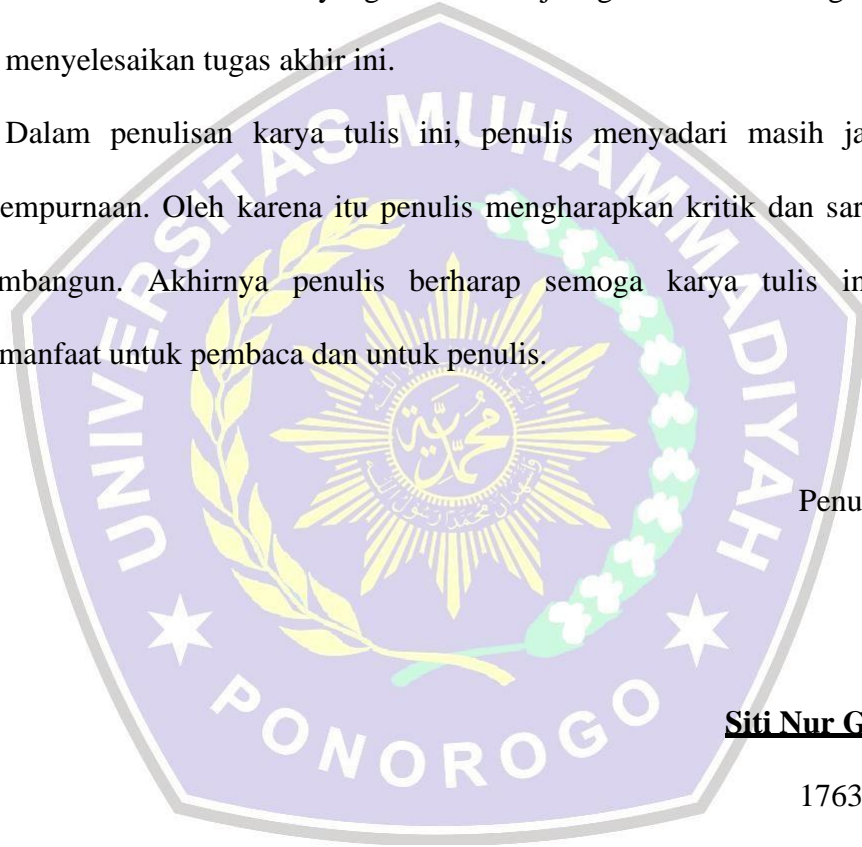 menyelesaikan tugas akhir ini.
Dalam penulisan karya tulis ini, penulis menyadari masih ja
empurnaan. Oleh karena itu penulis mengharapkan kritik dan sar
mbangun. Akhirnya penulis berharap semoga karya tulis in
manfaat untuk pembaca dan untuk penulis.
Penu
Siti Nur G
1763
UNIVERSITAS MUHAMMADIYAH
PONOROGO
محمدية